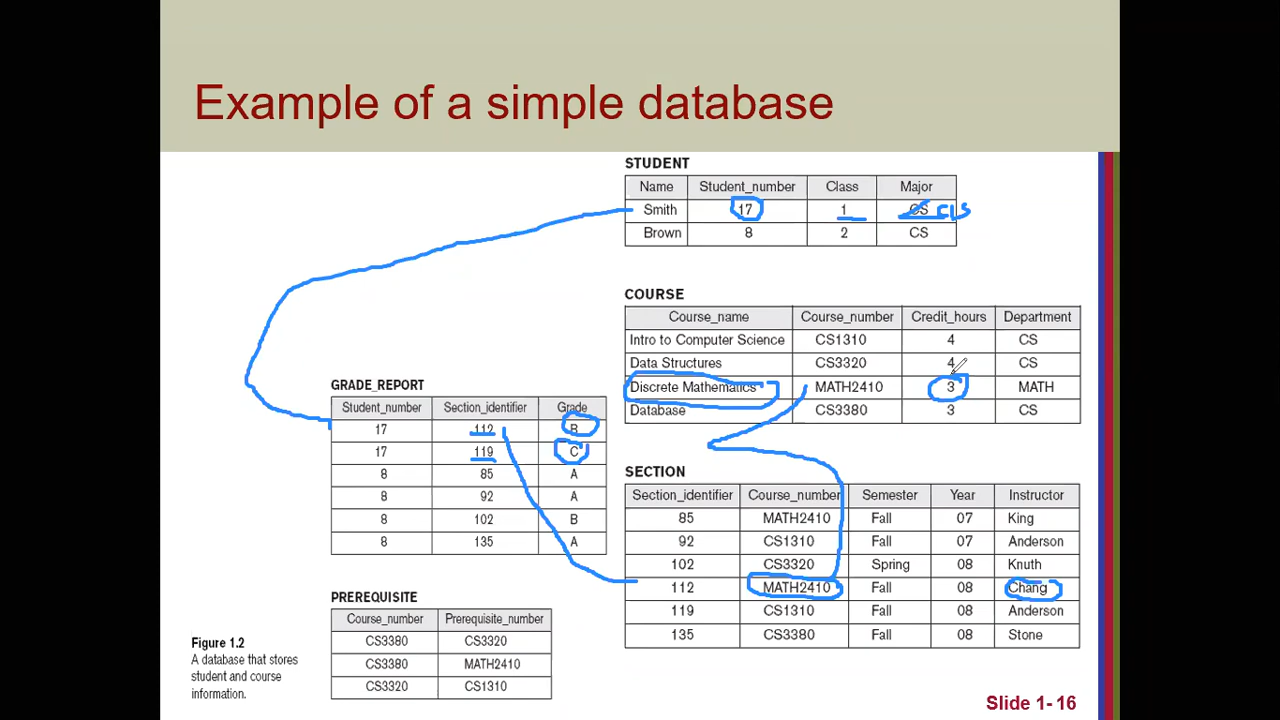 Example of a simple database
STUDENT
Name Student_number Class Major
Smith 17 1 CS CIS
Brown 8 2 CS
COURSE
Course_name Course_number Credit_hours Department
Intro to Computer Science CS1310 4 CS
Data Structures CS3320 4 CS
Discrete Mathematics MATH2410 3 MATH
Database CS3380 3 CS
GRADE_REPORT
Student_number Section_identifier Grade
17 112 B
17 119 C
8 85 A
8 92 A
8 102 B
8 135 A
SECTION
Section_identifier Course_number Semester Year Instructor
85 MATH2410 Fall 07 King
92 CS1310 Fall 07 Anderson
102 CS3320 Spring 08 Knuth
112 MATH2410 Fall 08 Chang
119 CS1310 Fall 08 Anderson
135 CS3380 Fall 08 Stone
PREREQUISITE
Course_number Prerequisite_number
CS3380 CS3320
CS3380 MATH2410
CS3320 CS1310
Figure 1.2
A database that stores
student and course
information.
Slide 1- 16